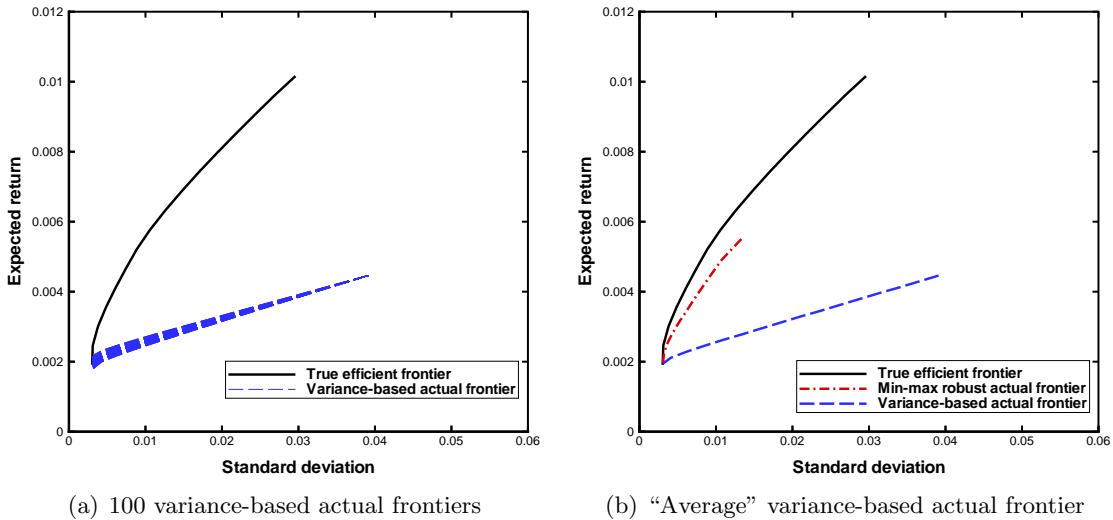 0.012
0.01
0.008
0.006
0.004
0.002
0
Expected return
True efficient frontier
Variance-based actual frontier
0 0.01 0.02 0.03 0.04 0.05 0.06
Standard deviation
(a) 100 variance-based actual frontiers
0.012
0.01
0.008
0.006
0.004
0.002
0
Expected return
True efficient frontier
Min-max robust actual frontier
Variance-based actual frontier
0 0.01 0.02 0.03 0.04 0.05 0.06
Standard deviation
(b) “Average” variance-based actual frontier